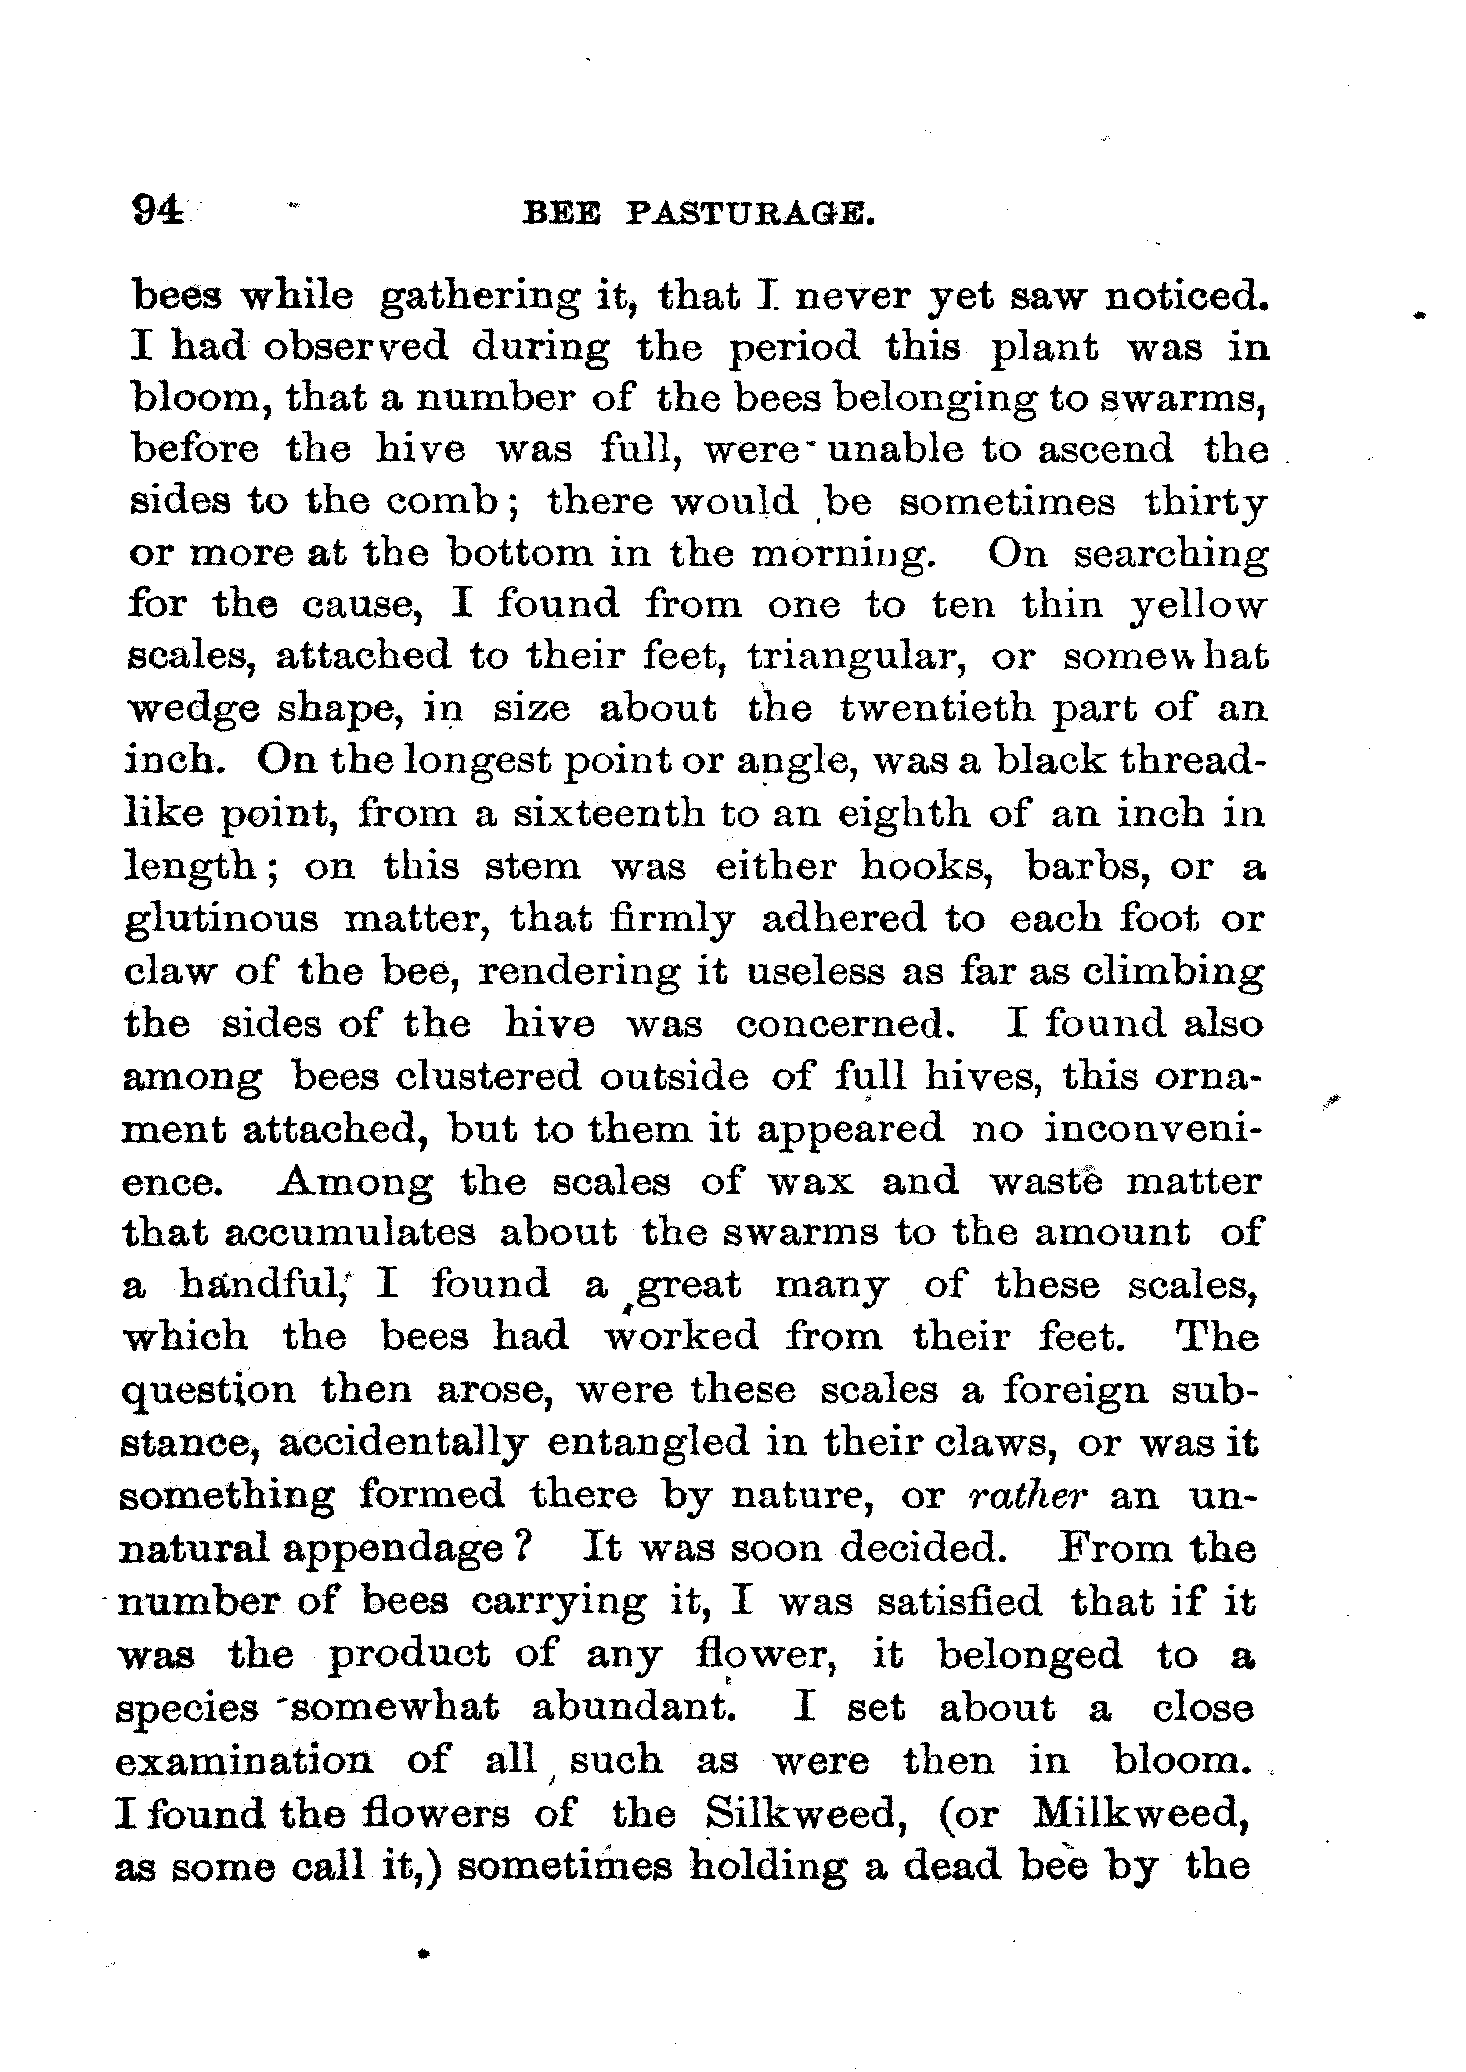 94 BEE PASTURAGE.
bees while gathering it, that I never yet saw noticed.
I had observed during the period this plant was in
bloom, that a number of the bees belonging to swarms,
before the hive was full, were unable to ascend the
sides to the comb; there would be sometimes thirty
or more at the bottom in the morning. On searching
for the cause, I found from one to ten thin yellow
scales, attached to their feet, triangular, or somewhat
wedge shape, in size about the twentieth part of an
inch. On the longest point or angle, was a black thread-
like point, from a sixteenth to an eighth of an inch in
length; on this stem was either hooks, barbs, or a
glutinous matter, that firmly adhered to each foot or
claw of the bee, rendering it useless as far as climbing
the sides of the hive was concerned. I found also
among bees clustered outside of full hives, this orna-
ment attached, but to them it appeared no inconveni-
ence. Among the scales of wax and waste matter
that accumulates about the swarms to the amount of
a handful, I found a great many of these scales,
which the bees had worked from their feet. The
question then arose, were these scales a foreign sub-
stance, accidentally entangled in their claws, or was it
something formed there by nature, or rather an un-
natural appendage? It was soon decided. From the
number of bees carrying it, I was satisfied that if it
was the product of any flower, it belonged to a
species somewhat abundant. I set about a close
examination of all such as were then in bloom.
I found the flowers of the Silkweed, (or Milkweed,
as some call it,) sometimes holding a dead bee by the